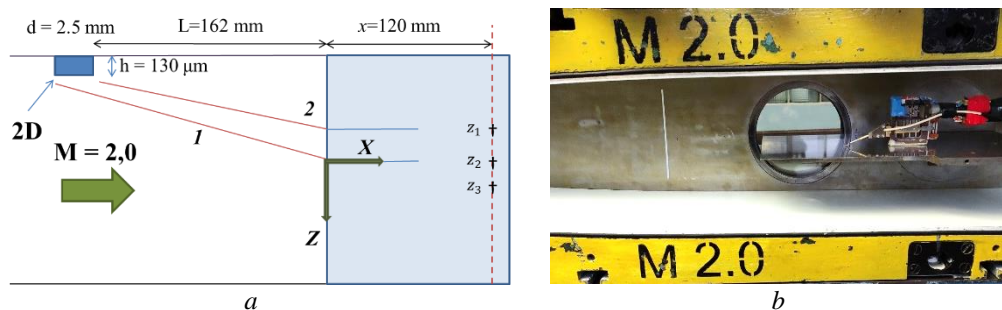 d = 2.5 mm
L=162 mm
x=120 mm
h = 130 μm
2D
1
2
M = 2,0
X
Z
z₁
z₂
z₃
a
M 2.0
M 2.0
b